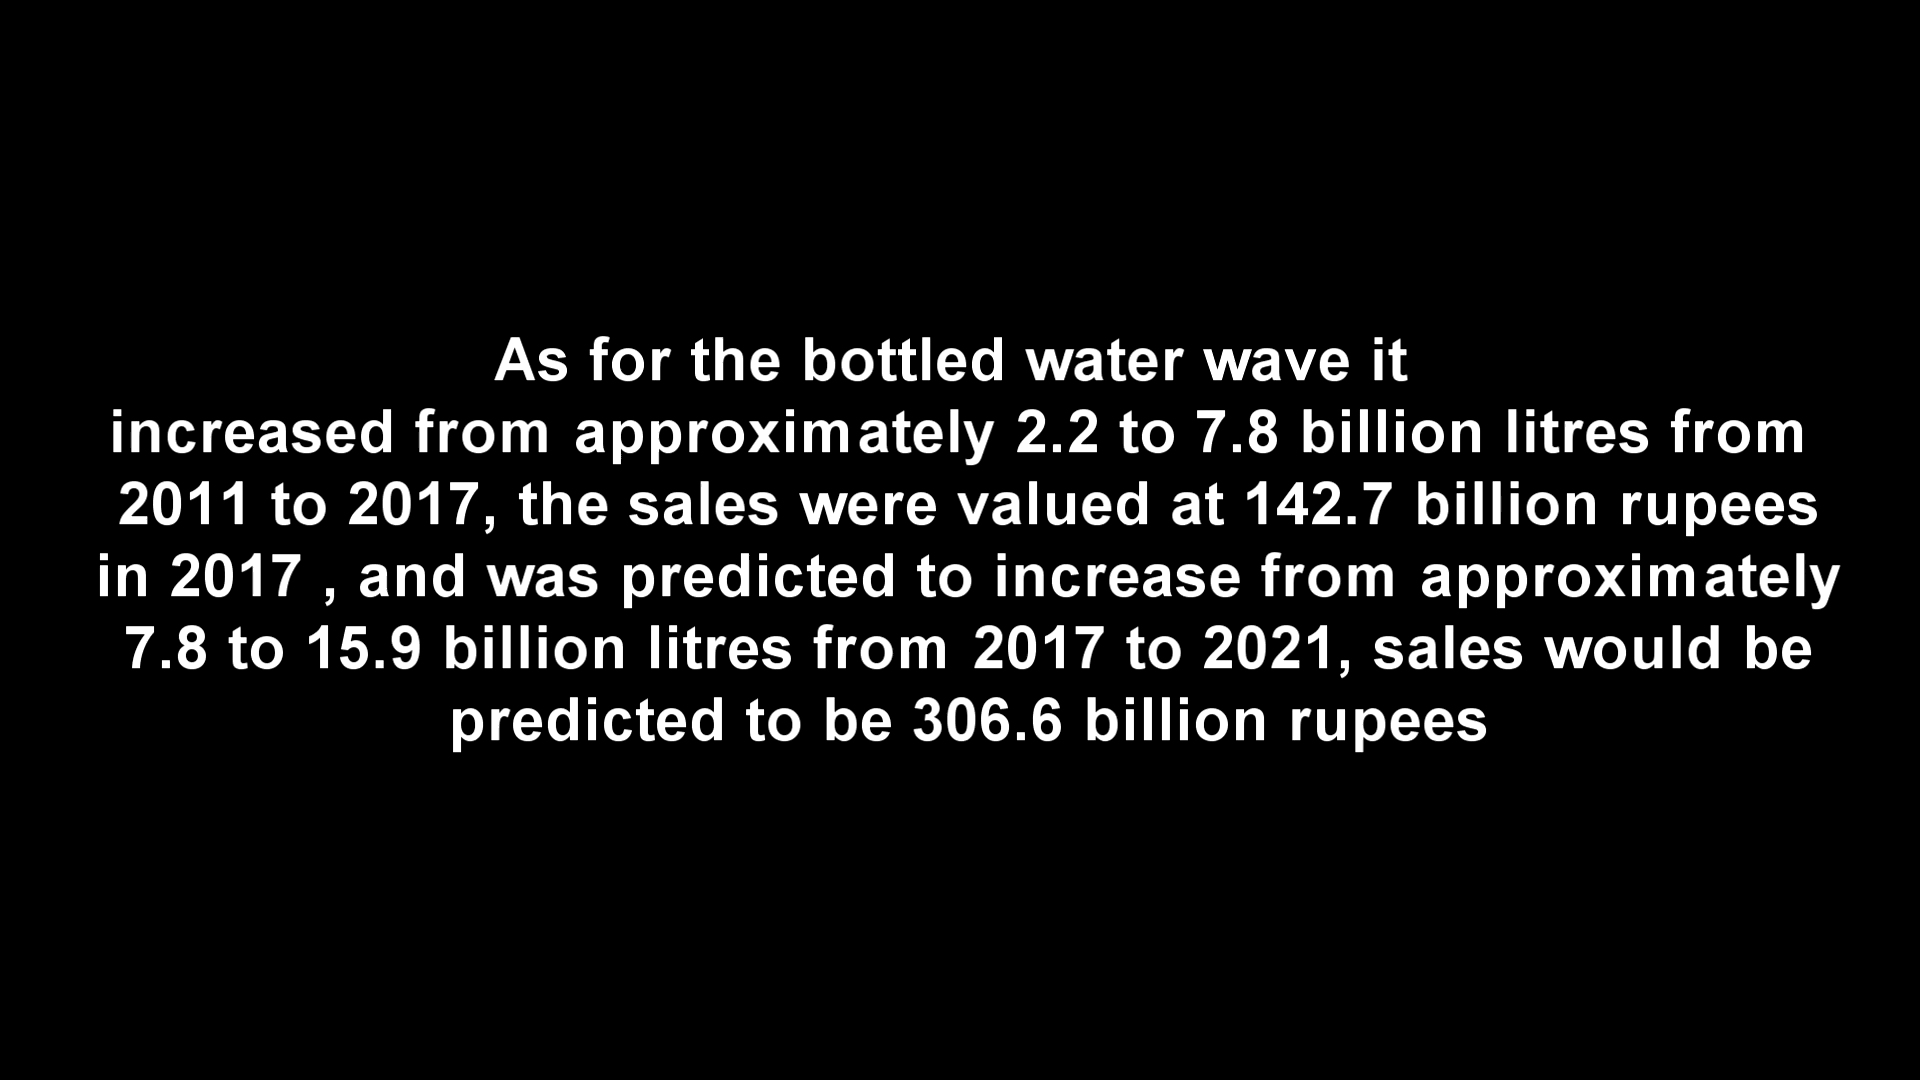 As for the bottled water wave it
increased from approximately 2.2 to 7.8 billion litres from
2011 to 2017, the sales were valued at 142.7 billion rupees
in 2017 , and was predicted to increase from approximately
7.8 to 15.9 billion litres from 2017 to 2021, sales would be
predicted to be 306.6 billion rupees